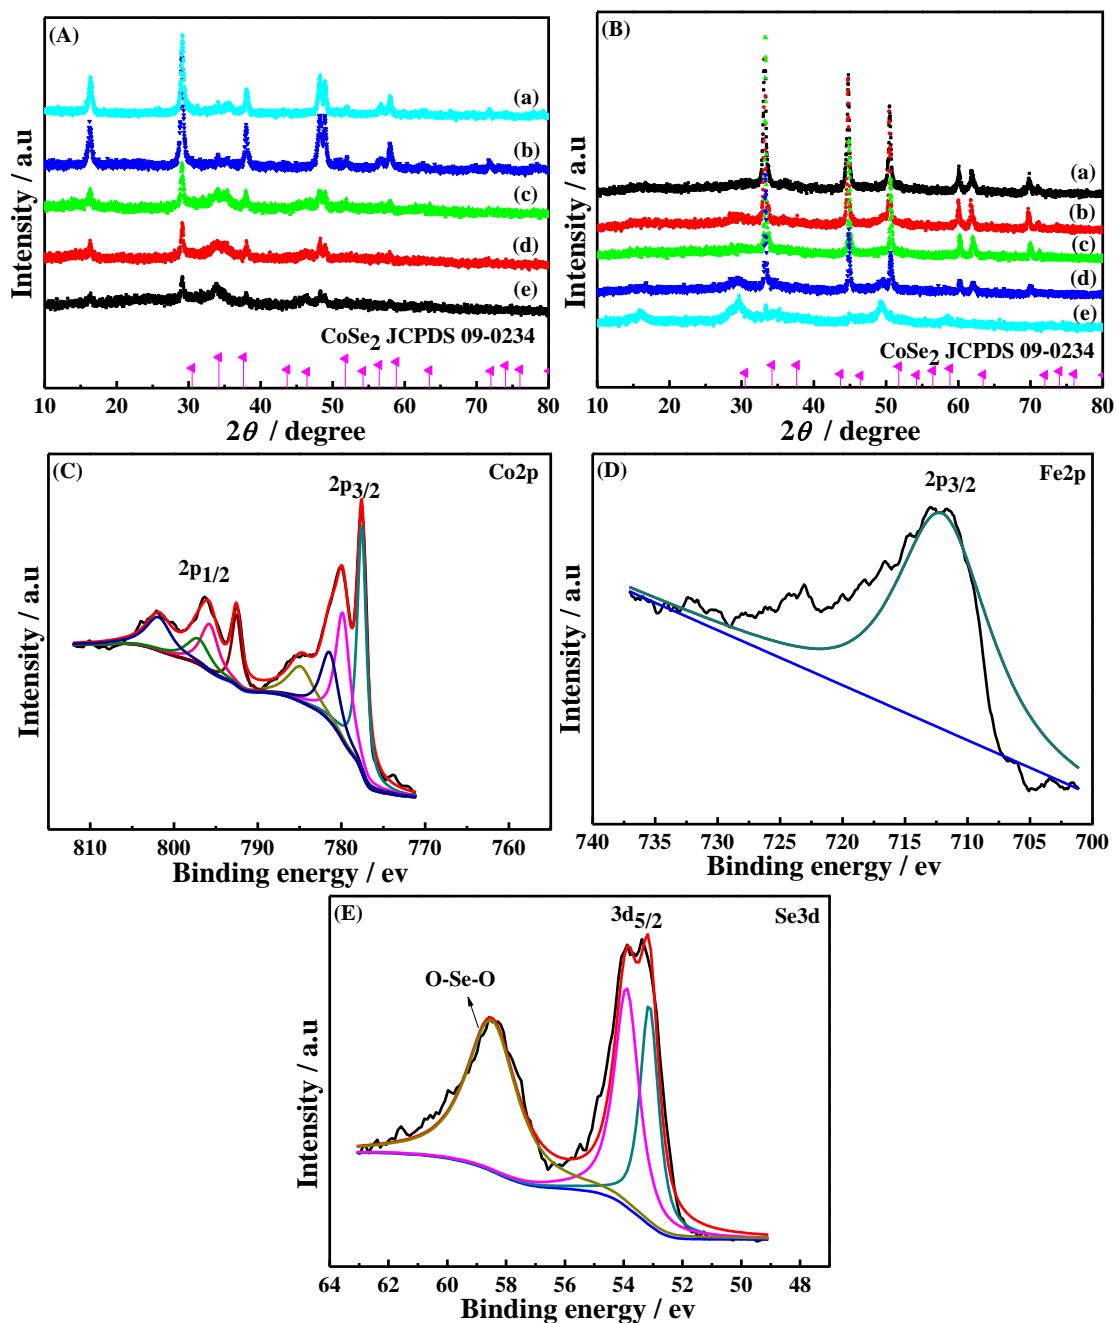 (A)
(a)
(b)
(c)
(d)
(e)
CoSe2 JCPDS 09-0234
Intensity / a.u
10 20 30 40 50 60 70 80
2θ / degree
(B)
(a)
(b)
(c)
(d)
(e)
CoSe2 JCPDS 09-0234
Intensity / a.u
10 20 30 40 50 60 70 80
2θ / degree
(C)
Co2p
2p3/2
2p1/2
Intensity / a.u
810 800 790 780 770 760
Binding energy / ev
(D)
Fe2p
2p3/2
Intensity / a.u
740 735 730 725 720 715 710 705 700
Binding energy / ev
(E)
Se3d
3d5/2
O-Se-O
Intensity / a.u
64 62 60 58 56 54 52 50 48
Binding energy / ev